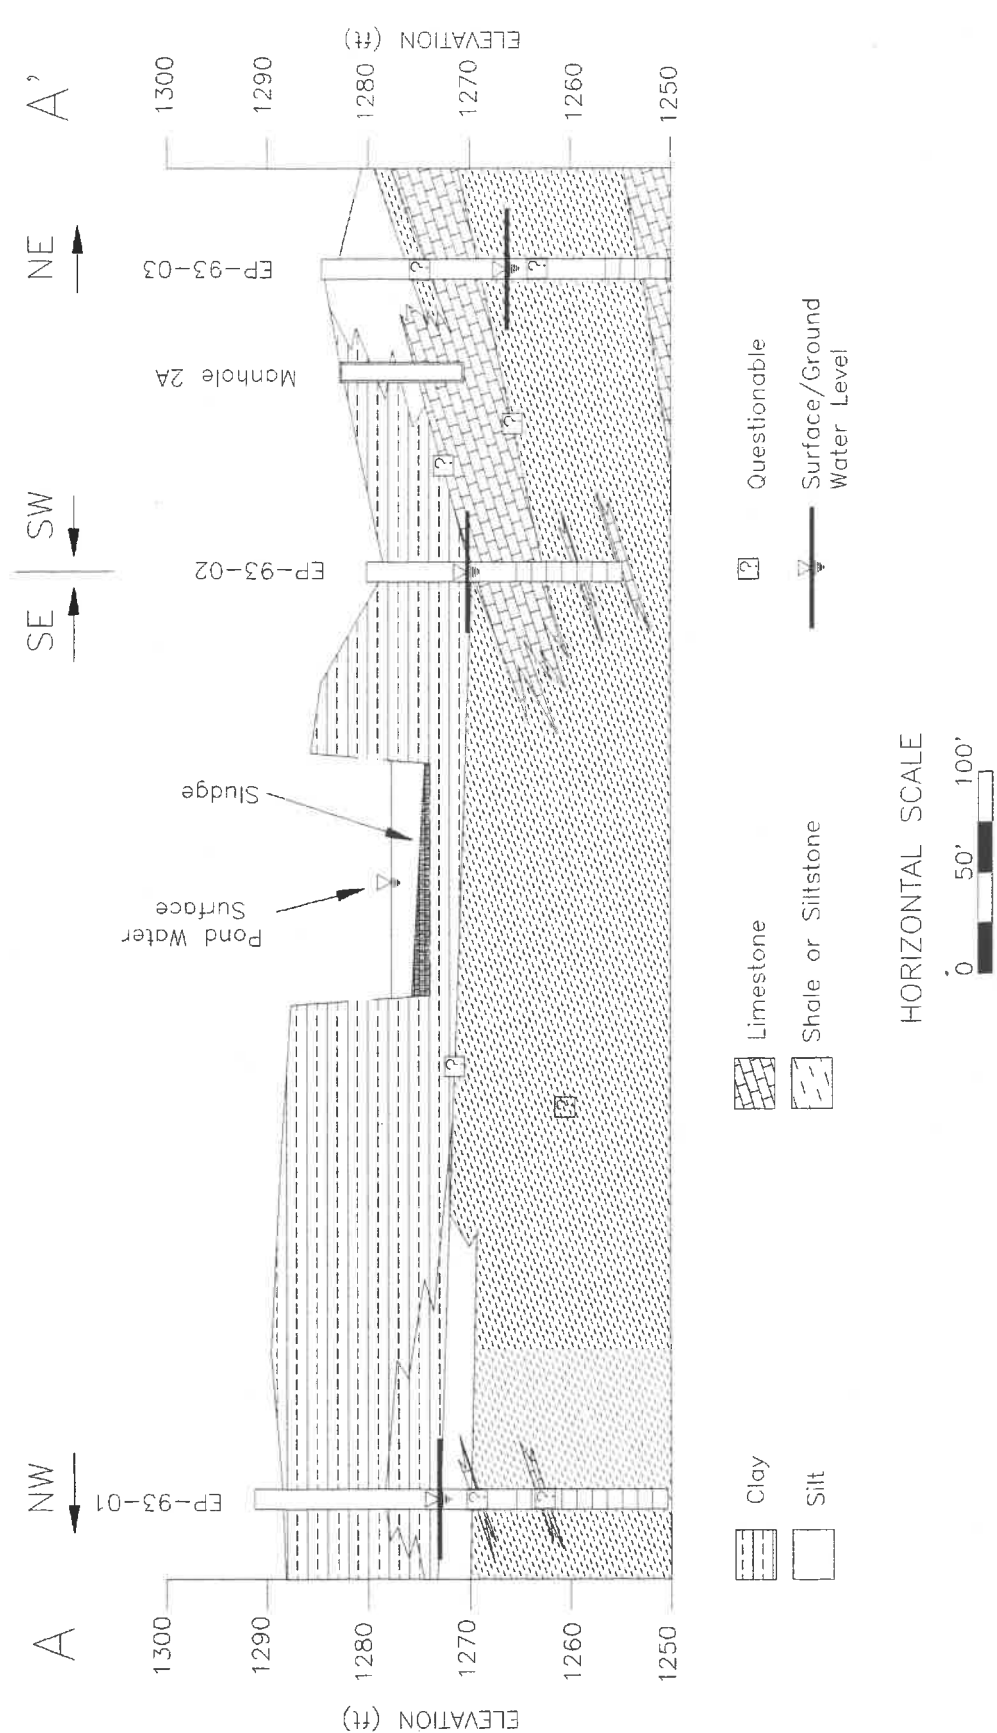 A
A'
NW
SE
SW
NE
EP-93-01
EP-93-02
Manhole 2A
EP-93-03
Pond Water
Surface
Sludge
1300
1290
1280
1270
1260
1250
ELEVATION (ft)
1300
1290
1280
1270
1260
1250
ELEVATION (ft)
?
?
?
?
?
?
?
?
Clay
Silt
Limestone
Shale or Siltstone
?
Questionable
Surface/Ground
Water Level
HORIZONTAL SCALE
0
50'
100'